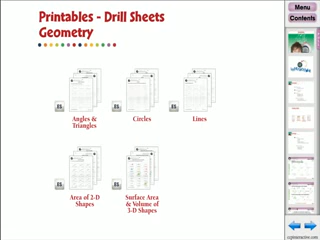 Printables - Drill Sheets
Geometry
Menu
Contents
Angles &
Triangles
Circles
Lines
Area of 2-D
Shapes
Surface Area
& Volume of
3-D Shapes